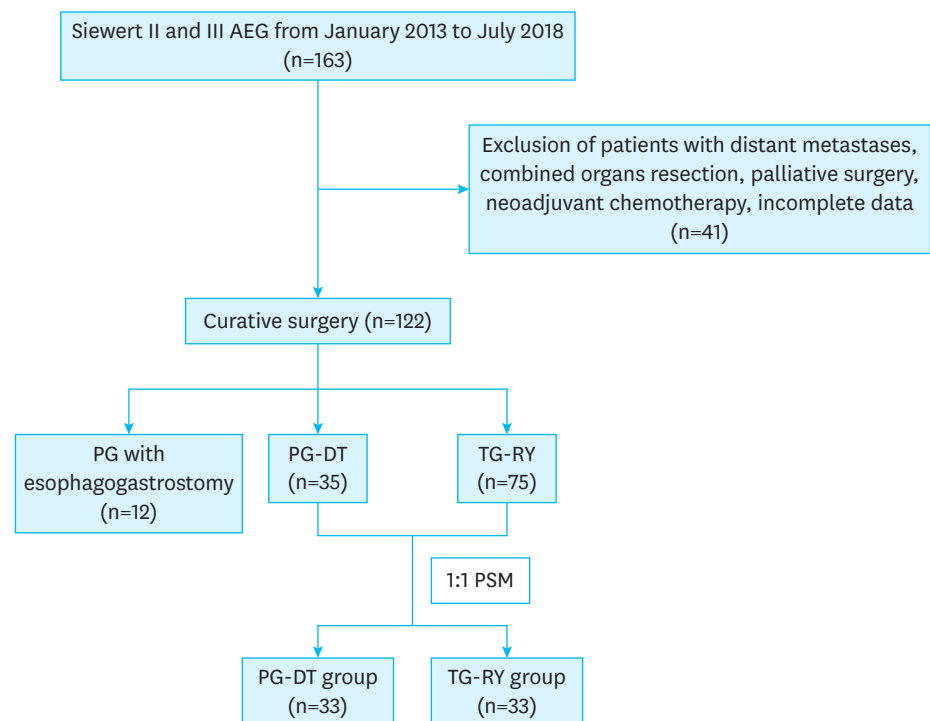 Siewert II and III AEG from January 2013 to July 2018
(n=163)
Exclusion of patients with distant metastases,
combined organs resection, palliative surgery,
neoadjuvant chemotherapy, incomplete data
(n=41)
Curative surgery (n=122)
PG with
esophagogastrostomy
(n=12)
PG-DT
(n=35)
TG-RY
(n=75)
1:1 PSM
PG-DT group
(n=33)
TG-RY group
(n=33)